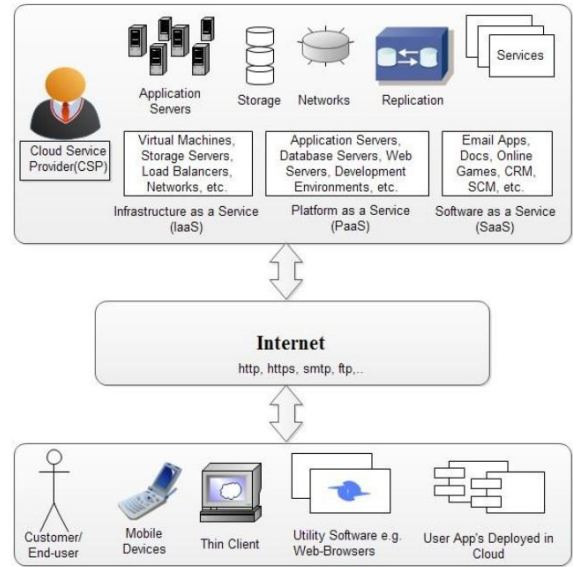 Application
Servers
Storage
Networks
Replication
Services
Cloud Service
Provider(CSP)
Virtual Machines,
Storage Servers,
Load Balancers,
Networks, etc.
Infrastructure as a Service
(IaaS)
Application Servers,
Database Servers, Web
Servers, Development
Environments, etc.
Platform as a Service
(PaaS)
Email Apps,
Docs, Online
Games, CRM,
SCM, etc.
Software as a Service
(SaaS)
Internet
http, https, smtp, ftp,..
Customer/
End-user
Mobile
Devices
Thin Client
Utility Software e.g.
Web-Browsers
User App's Deployed in
Cloud